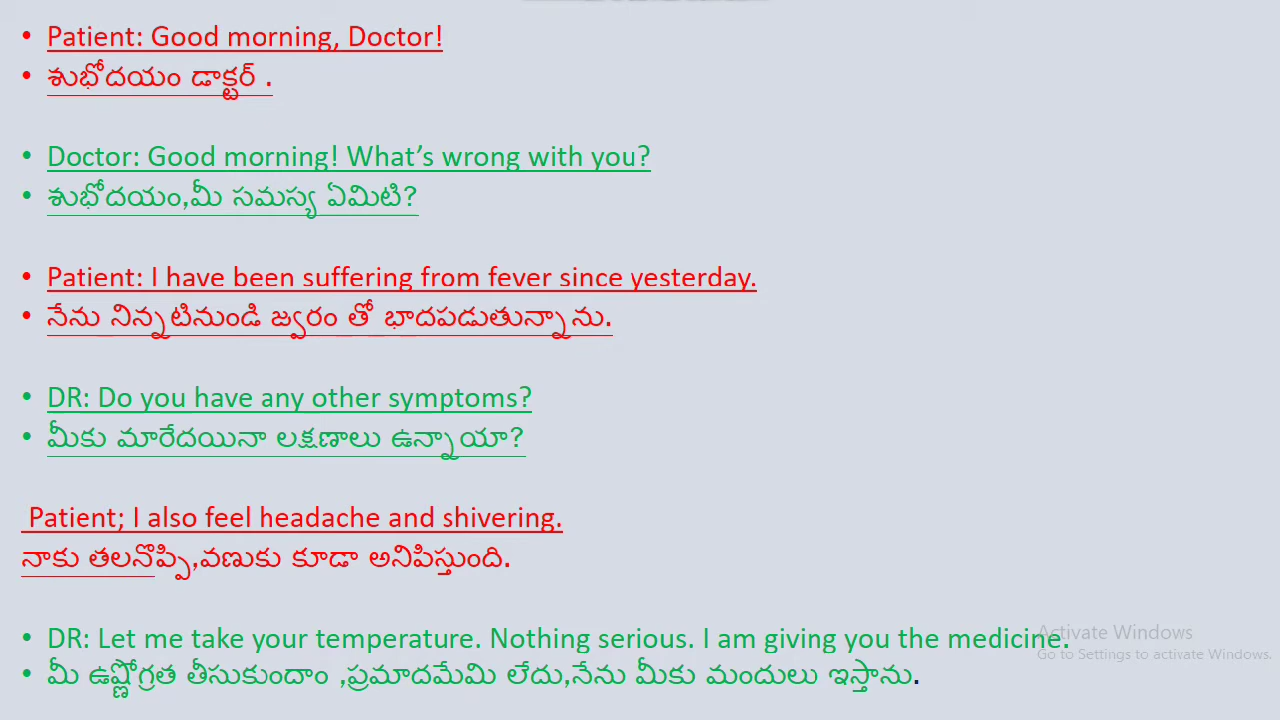 • Patient: Good morning, Doctor!
• శుభోదయం డాక్టర్ .
• Doctor: Good morning! What’s wrong with you?
• శుభోదయం,మీ సమస్య ఏమిటి?
• Patient: I have been suffering from fever since yesterday.
• నేను నిన్నటినుండి జ్వరం తో భాదపడుతున్నాను.
• DR: Do you have any other symptoms?
• మీకు మారేదయినా లక్షణాలు ఉన్నాయా?
Patient; I also feel headache and shivering.
నాకు తలనొప్పి,వణుకు కూడా అనిపిస్తుంది.
• DR: Let me take your temperature. Nothing serious. I am giving you the medicine.
• మీ ఉష్ణోగ్రత తీసుకుందాం ,ప్రమాదమేమి లేదు,నేను మీకు మందులు ఇస్తాను.
Activate Windows
Go to Settings to activate Windows.